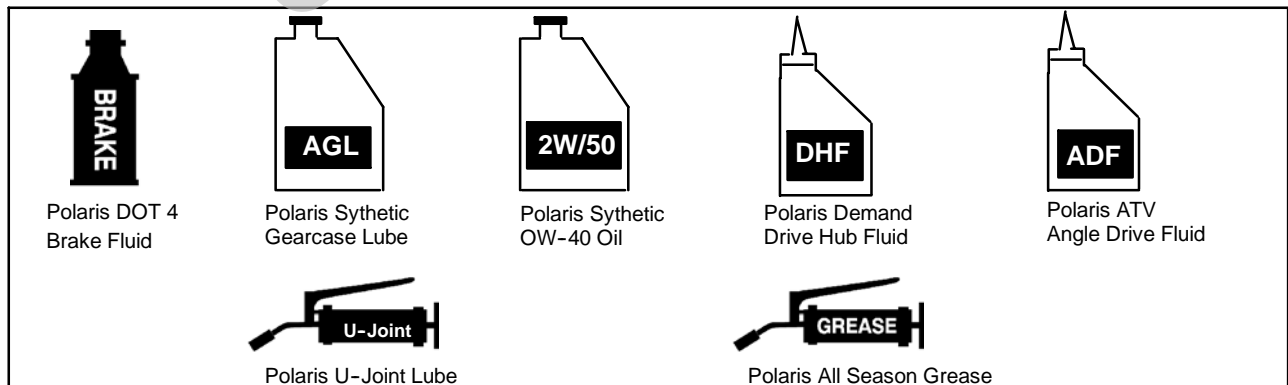 BRAKE
AGL
2W/50
DHF
ADF
Polaris DOT 4
Brake Fluid
Polaris Sythetic
Gearcase Lube
Polaris Sythetic
OW-40 Oil
Polaris Demand
Drive Hub Fluid
Polaris ATV
Angle Drive Fluid
U-Joint
GREASE
Polaris U-Joint Lube
Polaris All Season Grease